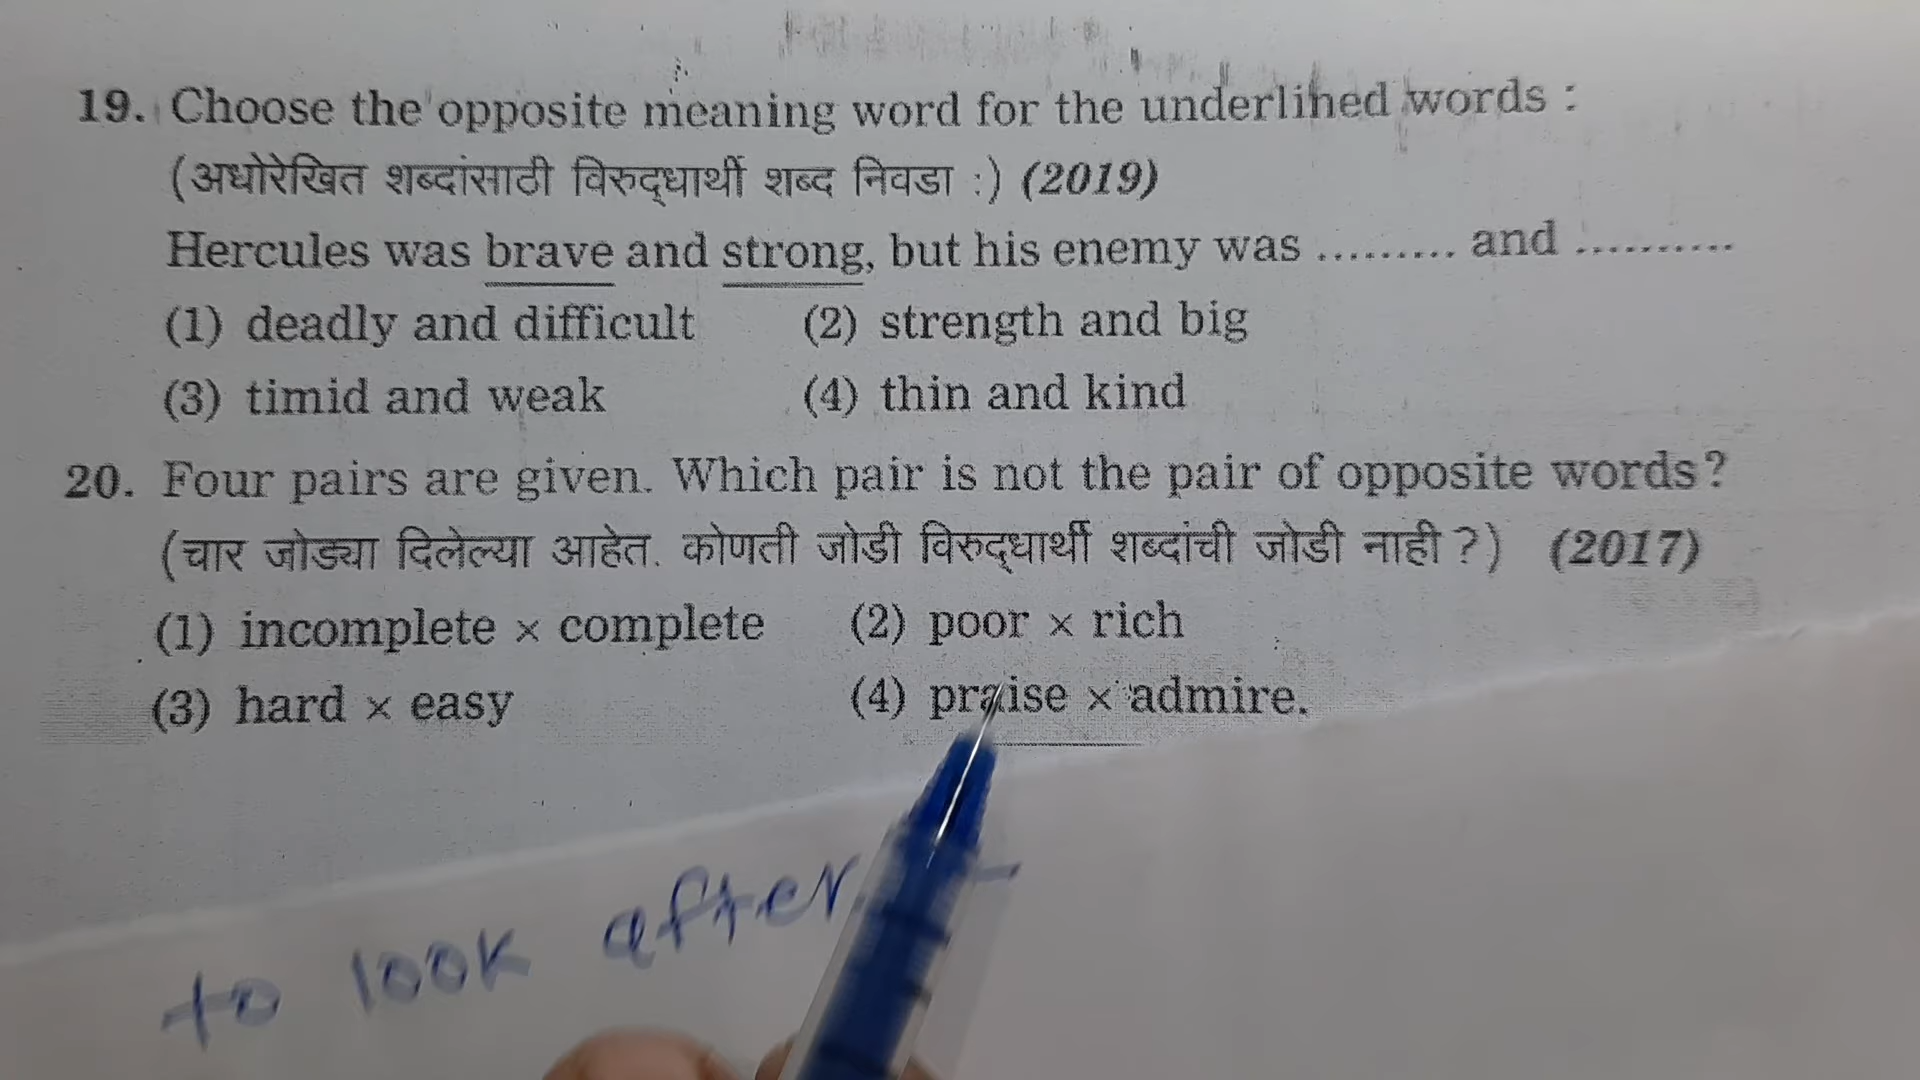 19. Choose the opposite meaning word for the underlined words :
(अधोरेखित शब्दांसाठी विरुद्धार्थी शब्द निवडा :) (2019)
Hercules was brave and strong, but his enemy was ......... and ..........
(1) deadly and difficult (2) strength and big
(3) timid and weak (4) thin and kind
20. Four pairs are given. Which pair is not the pair of opposite words?
(चार जोड्या दिलेल्या आहेत. कोणती जोडी विरुद्धार्थी शब्दांची जोडी नाही ?) (2017)
(1) incomplete × complete (2) poor × rich
(3) hard × easy (4) praise × admire.
to look after